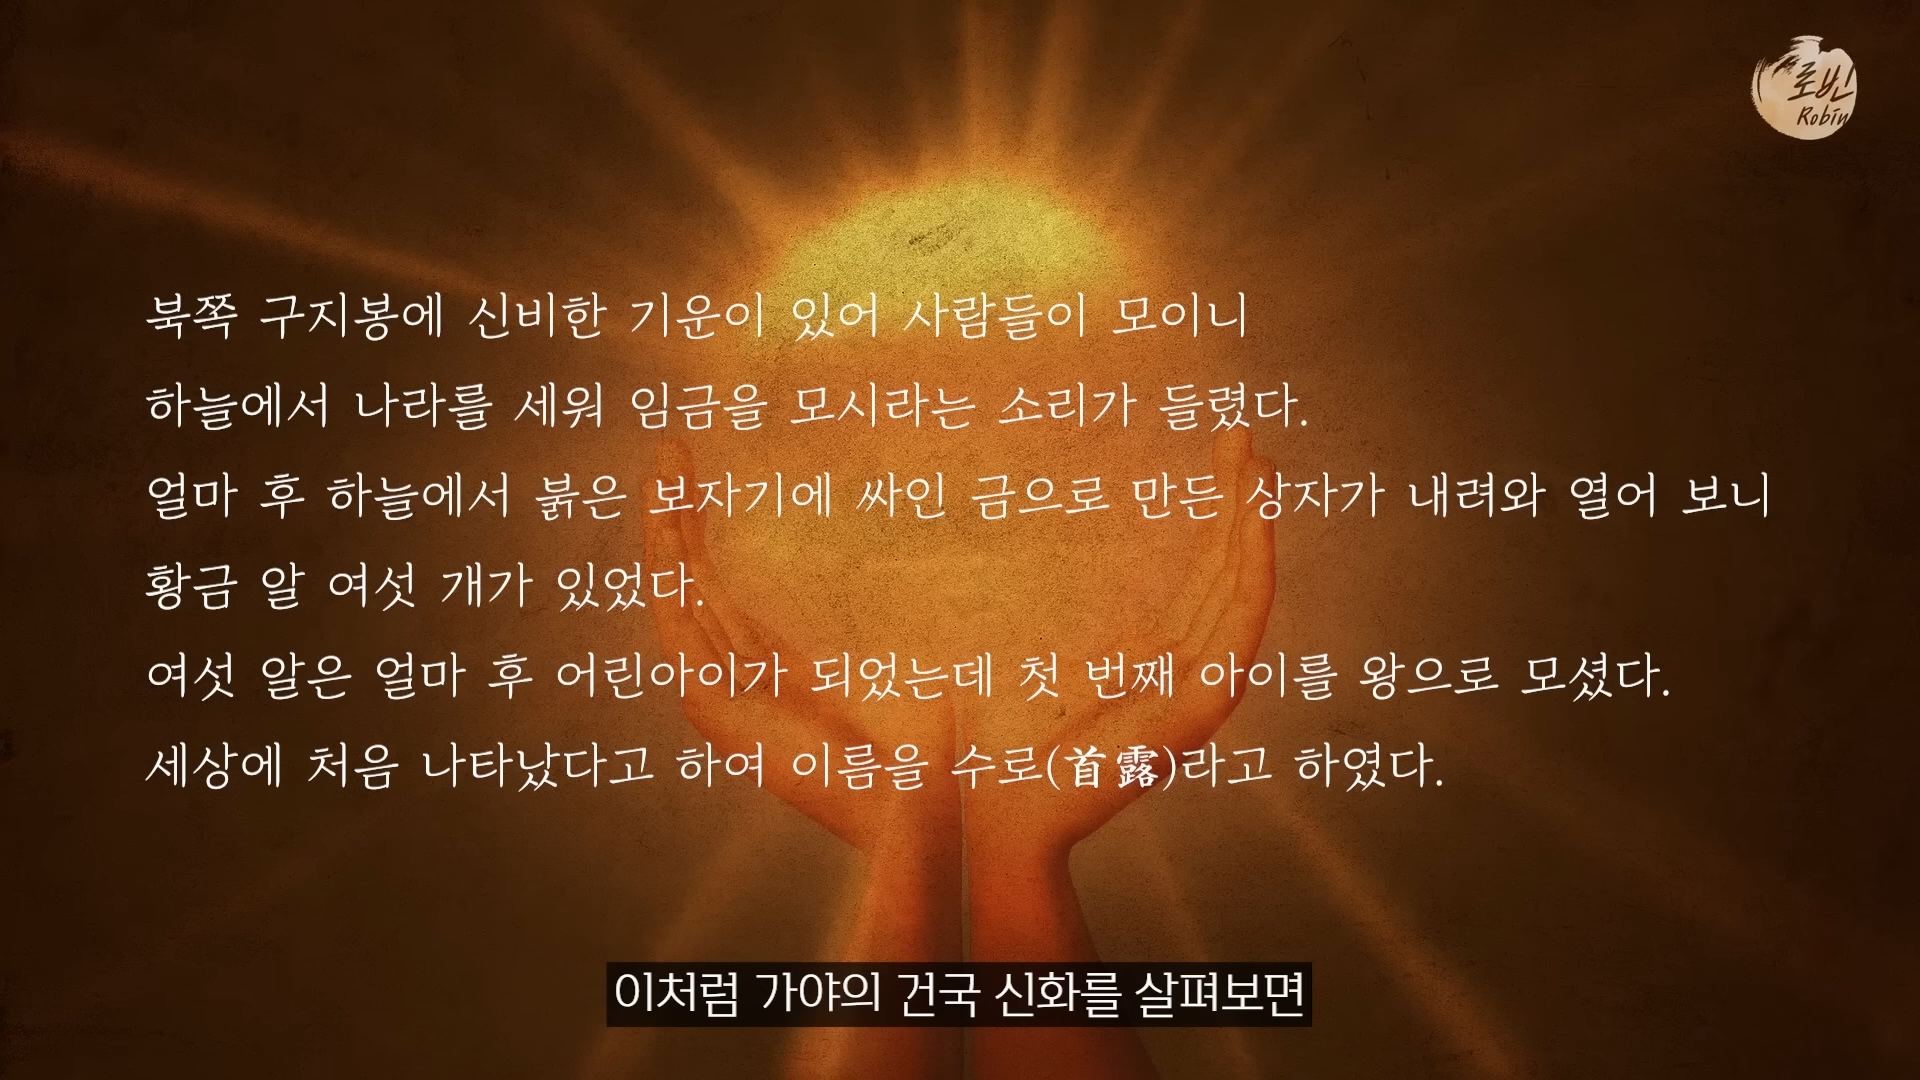 로빈
Robin
북쪽 구지봉에 신비한 기운이 있어 사람들이 모이니
하늘에서 나라를 세워 임금을 모시라는 소리가 들렸다.
얼마 후 하늘에서 붉은 보자기에 싸인 금으로 만든 상자가 내려와 열어 보니
황금 알 여섯 개가 있었다.
여섯 알은 얼마 후 어린아이가 되었는데 첫 번째 아이를 왕으로 모셨다.
세상에 처음 나타났다고 하여 이름을 수로(首露)라고 하였다.
이처럼 가야의 건국 신화를 살펴보면